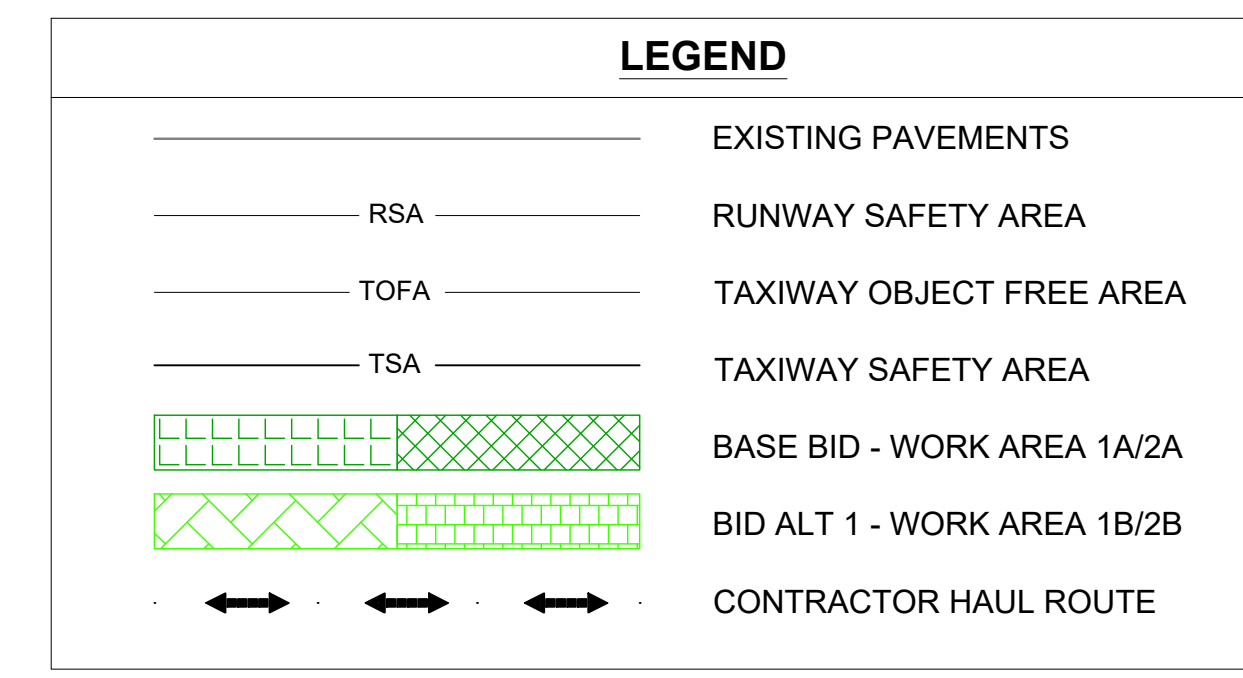 LEGEND
EXISTING PAVEMENTS
RSA RUNWAY SAFETY AREA
TOFA TAXIWAY OBJECT FREE AREA
TSA TAXIWAY SAFETY AREA
BASE BID - WORK AREA 1A/2A
BID ALT 1 - WORK AREA 1B/2B
CONTRACTOR HAUL ROUTE